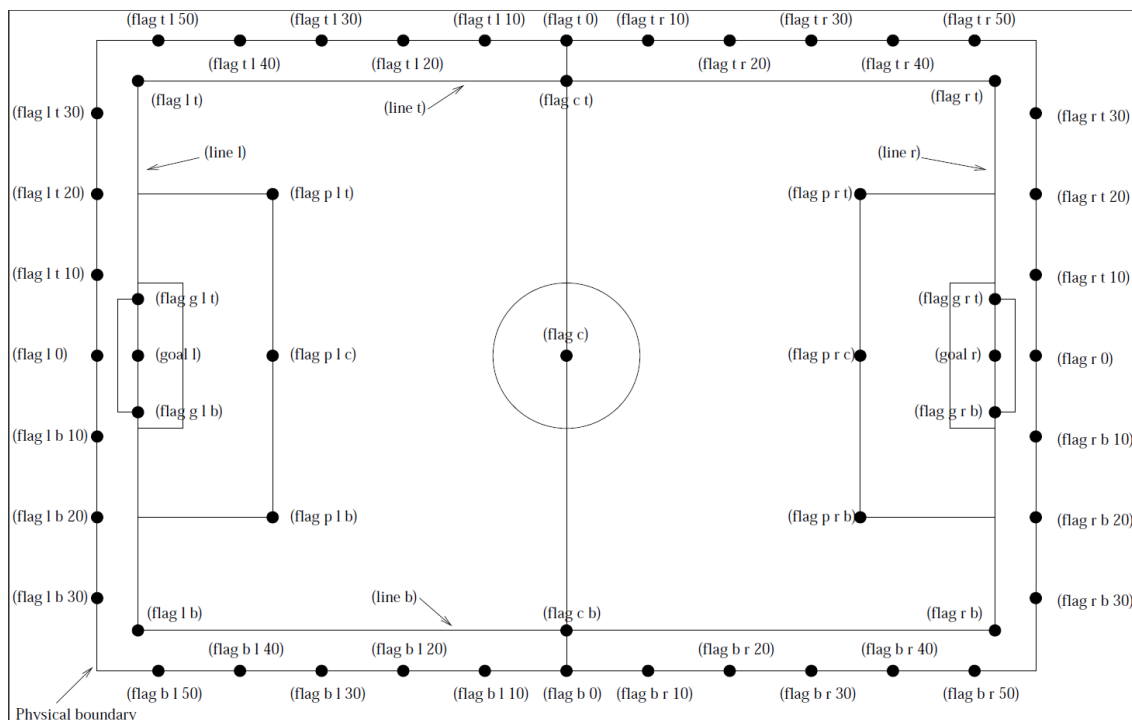 (flag t l 50) (flag t l 30) (flag t l 10) (flag t 0) (flag t r 10) (flag t r 30) (flag t r 50)
(flag t l 40) (flag t l 20) (flag t r 20) (flag t r 40)
(flag l t) (line t) (flag c t) (flag r t)
(flag l t 30) (flag r t 30)
(line l) (line r)
(flag l t 20) (flag p l t) (flag p r t) (flag r t 20)
(flag l t 10) (flag r t 10)
(flag g l t) (flag g r t)
(flag c)
(flag l 0) (goal l) (flag p l c) (flag p r c) (goal r) (flag r 0)
(flag g l b) (flag g r b)
(flag l b 10) (flag r b 10)
(flag l b 20) (flag p l b) (flag p r b) (flag r b 20)
(flag l b 30) (line b) (flag r b 30)
(flag l b) (flag c b) (flag r b)
(flag b l 40) (flag b l 20) (flag b r 20) (flag b r 40)
(flag b l 50) (flag b l 30) (flag b l 10) (flag b 0) (flag b r 10) (flag b r 30) (flag b r 50)
Physical boundary